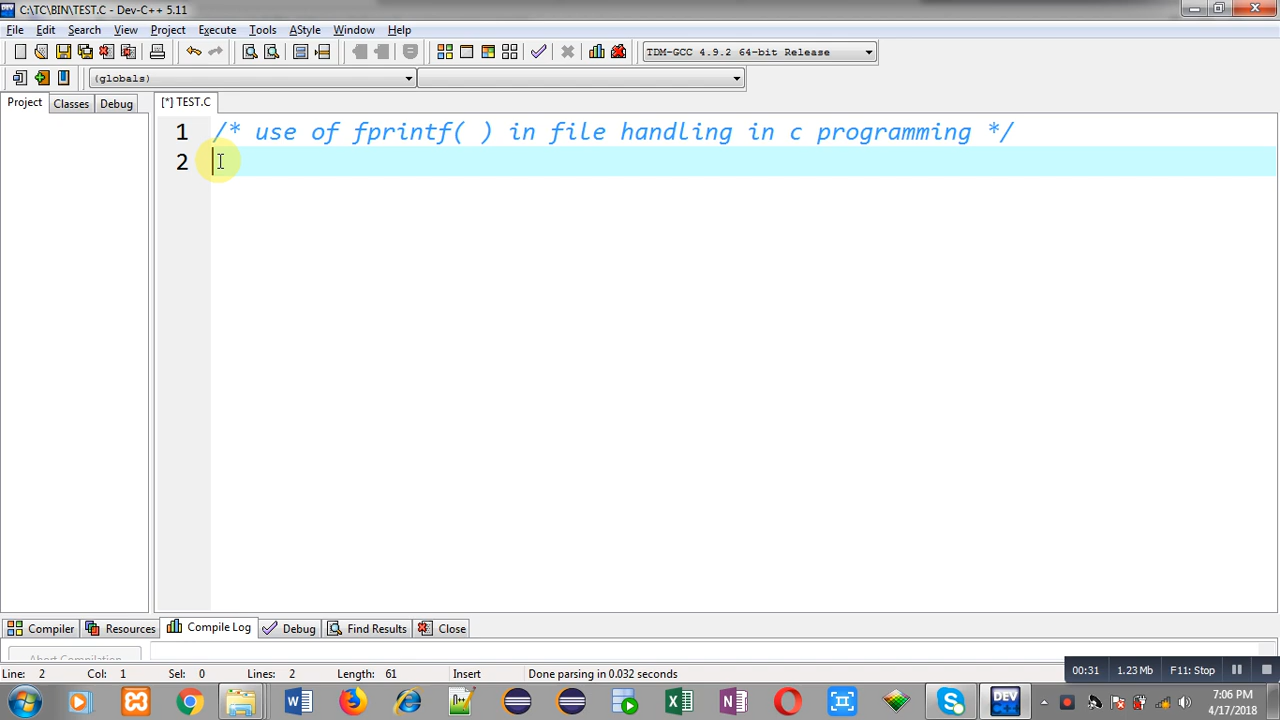 C:\TC\BIN\TEST.C - Dev-C++ 5.11
File Edit Search View Project Execute Tools AStyle Window Help
TDM-GCC 4.9.2 64-bit Release
(globals)
Project Classes Debug [*] TEST.C
1 /* use of fprintf( ) in file handling in c programming */
2
Compiler Resources Compile Log Debug Find Results Close
Abort Compilation
Line: 2 Col: 1 Sel: 0 Lines: 2 Length: 61 Insert Done parsing in 0.032 seconds
00:31 1.23 Mb F11: Stop
7:06 PM
4/17/2018